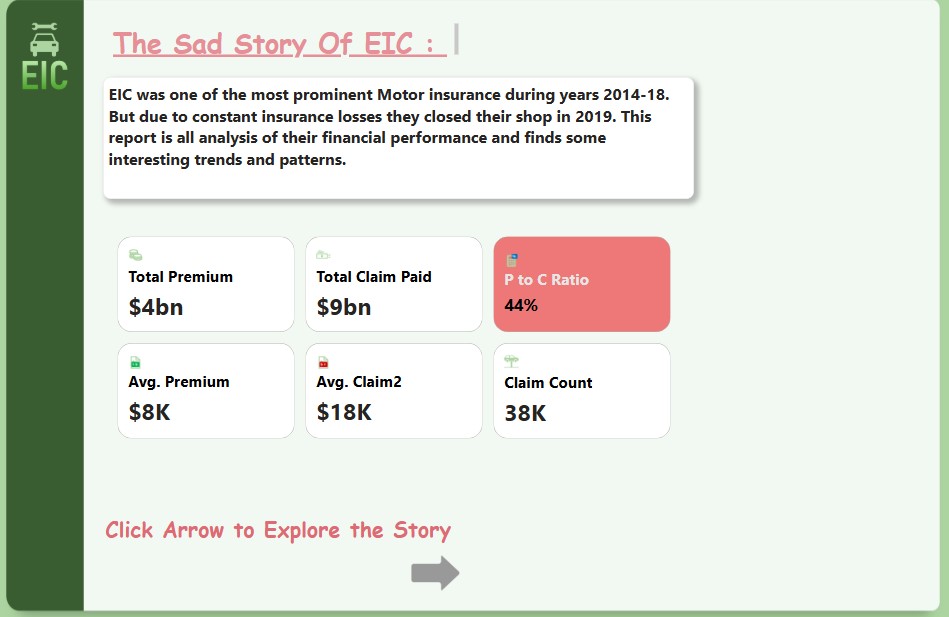 EIC
The Sad Story Of EIC :
EIC was one of the most prominent Motor insurance during years 2014-18.
But due to constant insurance losses they closed their shop in 2019. This
report is all analysis of their financial performance and finds some
interesting trends and patterns.
Total Premium
$4bn
Total Claim Paid
$9bn
P to C Ratio
44%
Avg. Premium
$8K
Avg. Claim2
$18K
Claim Count
38K
Click Arrow to Explore the Story